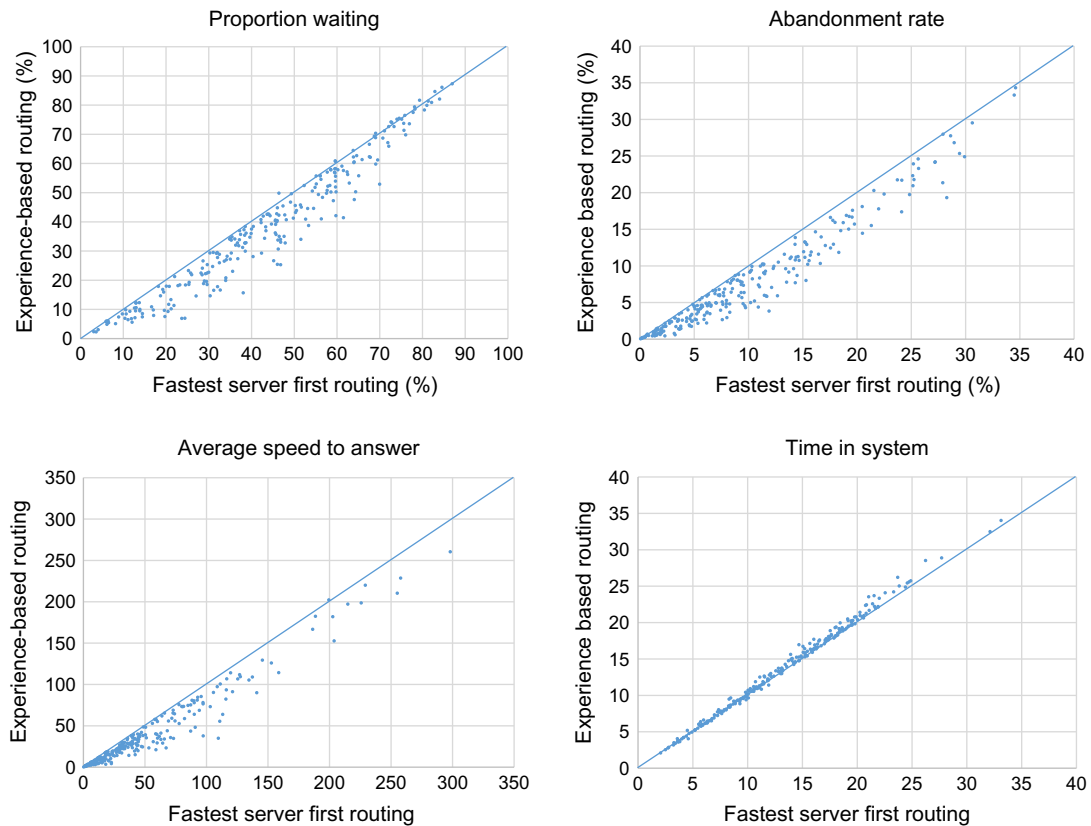 Proportion waiting
100
90
80
70
60
50
40
30
20
10
0
Experience-based routing (%)
0 10 20 30 40 50 60 70 80 90 100
Fastest server first routing (%)
Abandonment rate
40
35
30
25
20
15
10
5
0
Experience based routing (%)
0 5 10 15 20 25 30 35 40
Fastest server first routing (%)
Average speed to answer
350
300
250
200
150
100
50
0
Experience-based routing
0 50 100 150 200 250 300 350
Fastest server first routing
Time in system
40
35
30
25
20
15
10
5
0
Experience based routing
0 5 10 15 20 25 30 35 40
Fastest server first routing